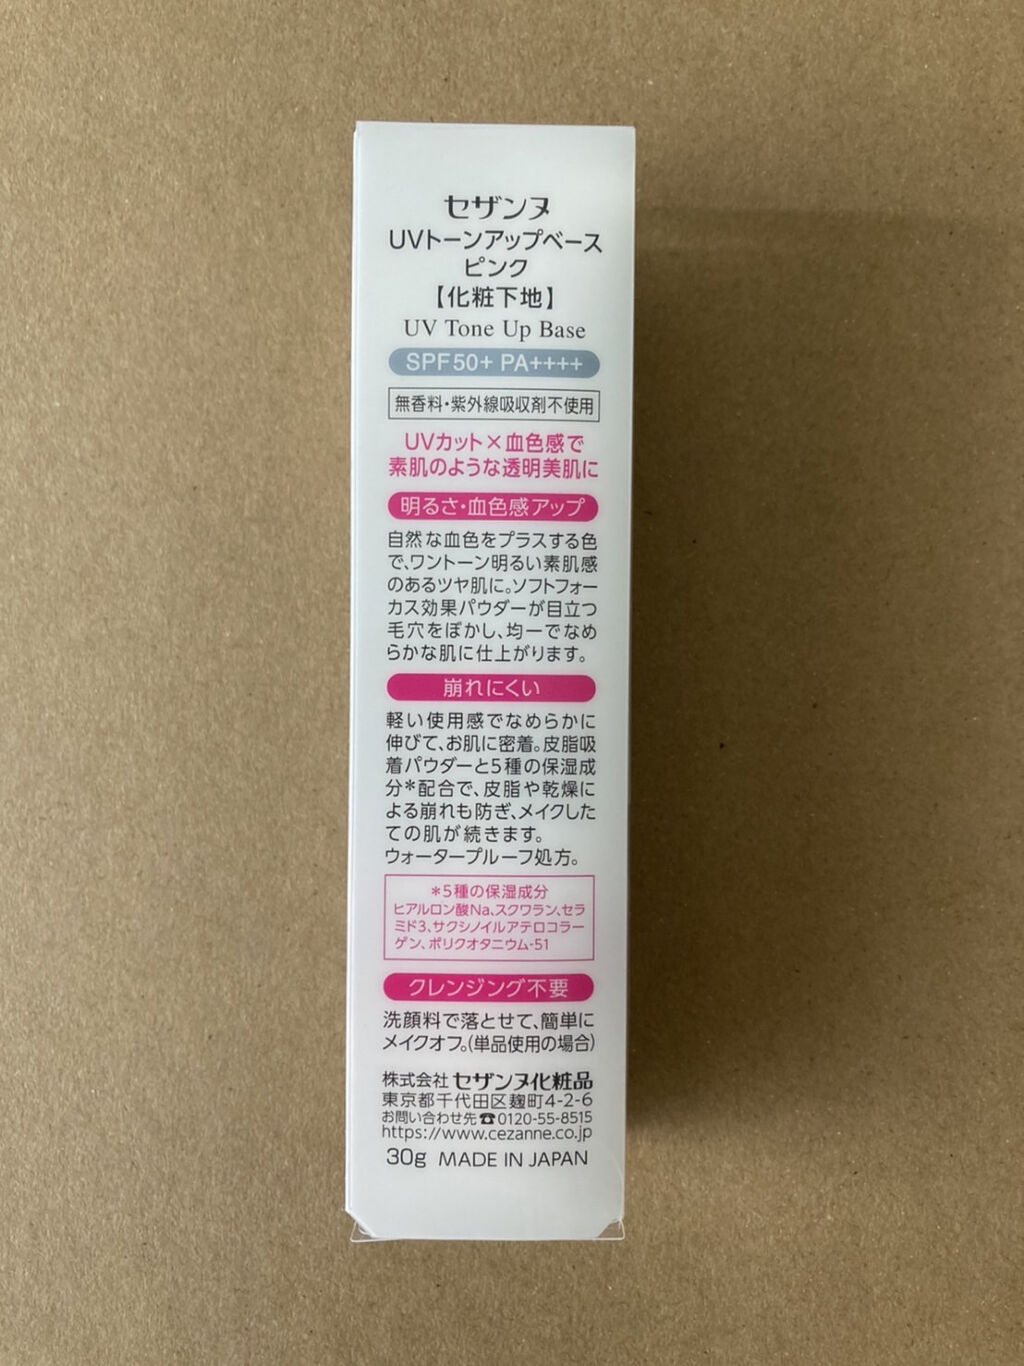 セザンヌ
UVトーンアップベース
ピンク
【化粧下地】
UV Tone Up Base
SPF50+ PA++++
無香料・紫外線吸収剤不使用
UVカット×血色感で
素肌のような透明美肌に
明るさ・血色感アップ
自然な血色をプラスする色
で、ワントーン明るい素肌感
のあるツヤ肌に。ソフトフォー
カス効果パウダーが目立つ
毛穴をぼかし、均一でなめ
らかな肌に仕上がります。
崩れにくい
軽い使用感でなめらかに
伸びて、お肌に密着。皮脂吸
着パウダーと5種の保湿成
分*配合で、皮脂や乾燥に
よる崩れも防ぎ、メイクした
ての肌が続きます。
ウォータープルーフ処方。
*5種の保湿成分
ヒアルロン酸Na、スクワラン、セラ
ミド3、サクシノイルアテロコラー
ゲン、ポリクオタニウム-51
クレンジング不要
洗顔料で落とせて、簡単に
メイクオフ。(単品使用の場合)
株式会社 セザンヌ化粧品
東京都千代田区麹町4-2-6
お問い合わせ先☎0120-55-8515
https://www.cezanne.co.jp
30g MADE IN JAPAN